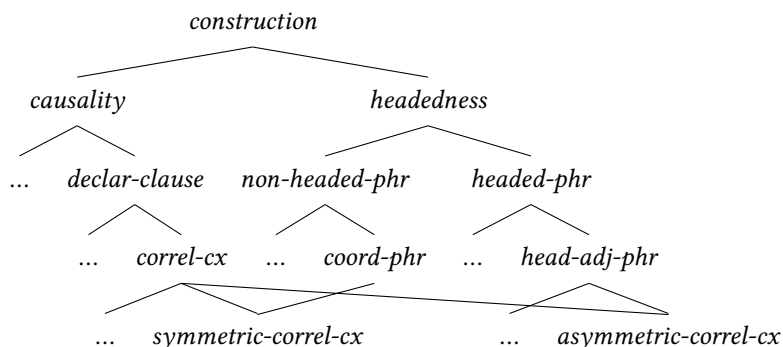 construction
causality headedness
... declar-clause non-headed-phr headed-phr
... correl-cx ... coord-phr ... head-adj-phr
... symmetric-correl-cx ... asymmetric-correl-cx